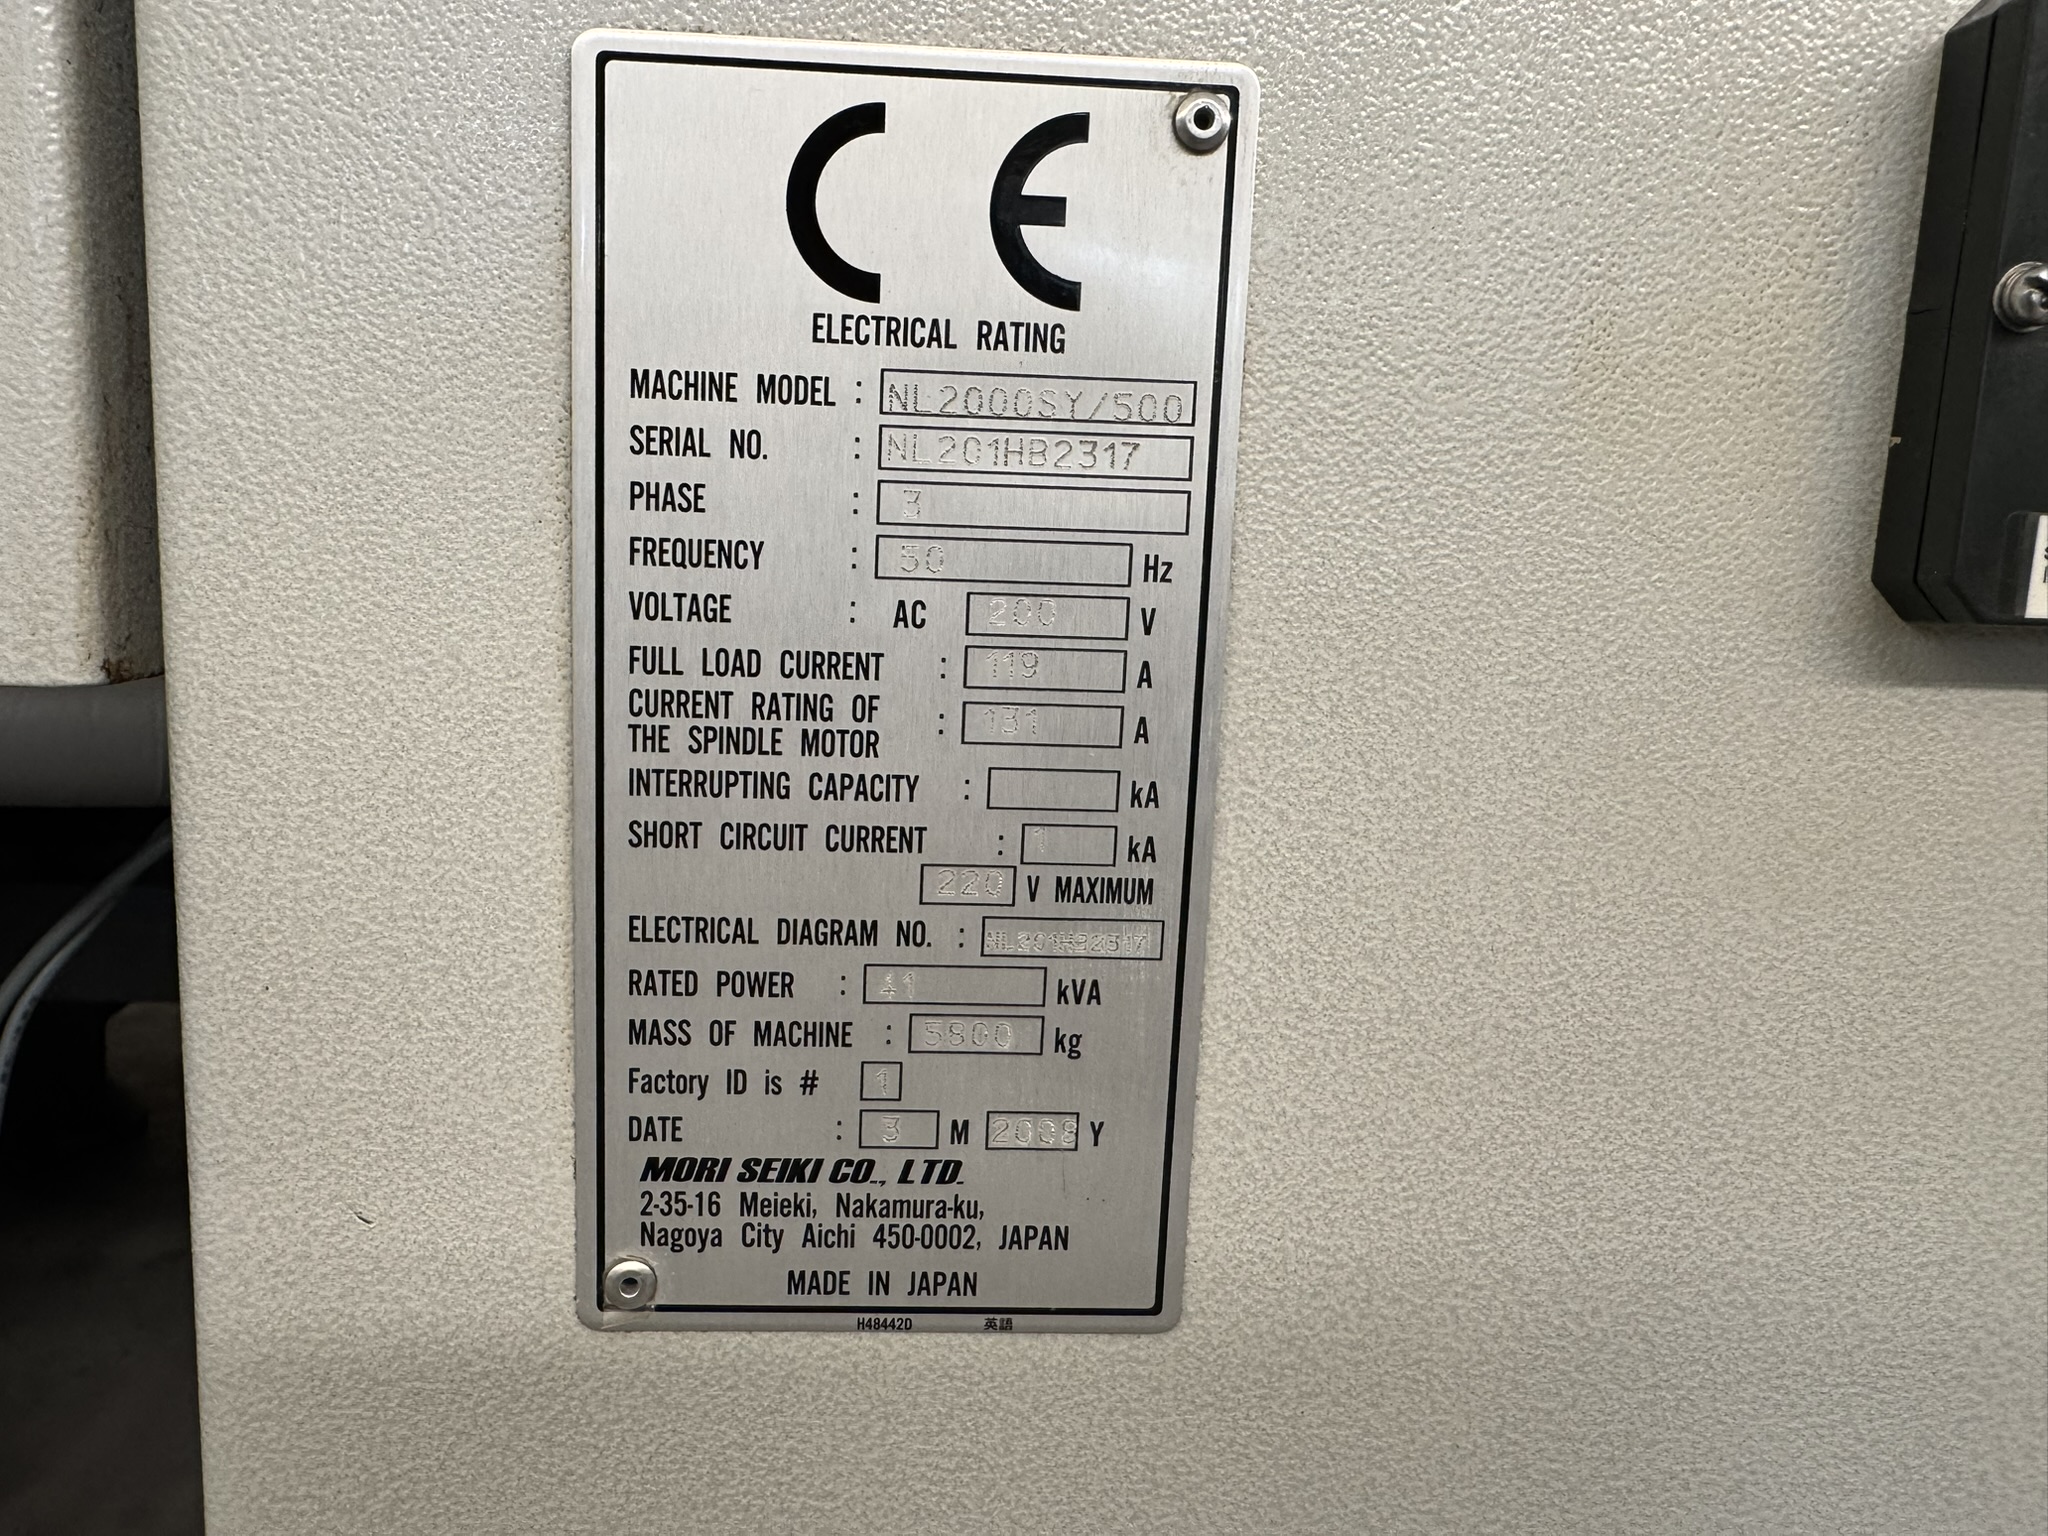 CE
ELECTRICAL RATING
MACHINE MODEL : NL2000SY/500
SERIAL NO. : NL201HB2317
PHASE : 3
FREQUENCY : 50 Hz
VOLTAGE : AC 200 V
FULL LOAD CURRENT : 119 A
CURRENT RATING OF
THE SPINDLE MOTOR : 131 A
INTERRUPTING CAPACITY : kA
SHORT CIRCUIT CURRENT : 1 kA
220 V MAXIMUM
ELECTRICAL DIAGRAM NO. : NL201HB2317
RATED POWER : 41 kVA
MASS OF MACHINE : 5800 kg
Factory ID is # 1
DATE : 3 M 2008 Y
MORI SEIKI CO., LTD.
2-35-16 Meieki, Nakamura-ku,
Nagoya City Aichi 450-0002, JAPAN
MADE IN JAPAN
H48442D 英語